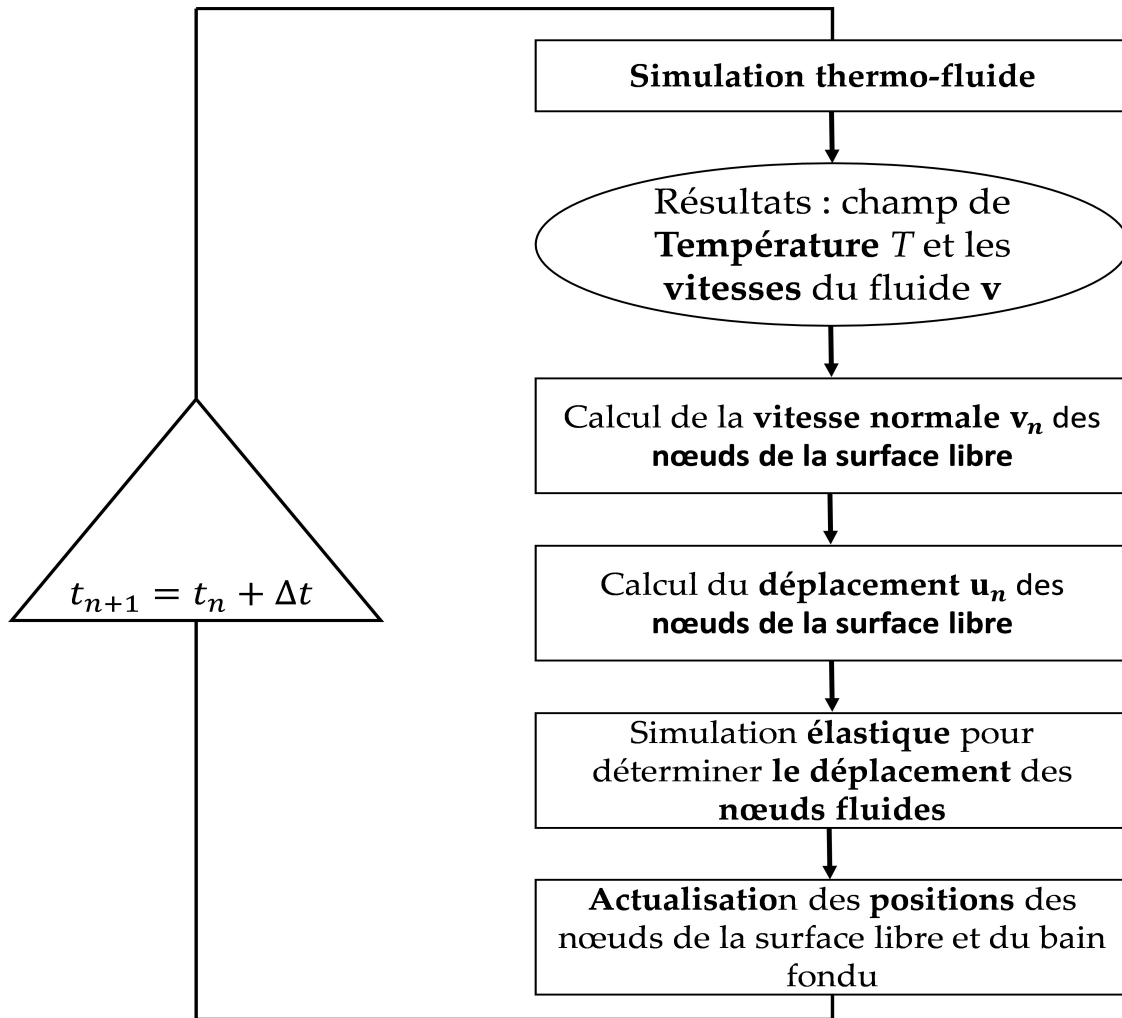 Simulation thermo-fluide
Résultats : champ de
Température T et les
vitesses du fluide v
Calcul de la vitesse normale vₙ des
nœuds de la surface libre
Calcul du déplacement uₙ des
nœuds de la surface libre
Simulation élastique pour
déterminer le déplacement des
nœuds fluides
Actualisation des positions des
nœuds de la surface libre et du bain
fondu
tₙ₊₁ = tₙ + Δt